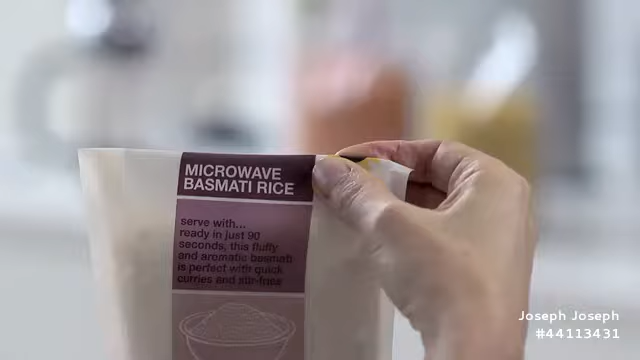 MICROWAVE
BASMATI RICE
serve with...
ready in just 90
seconds, this fluffy
and aromatic basmati
is perfect with quick
curries and stir-fries
Joseph Joseph
#44113431